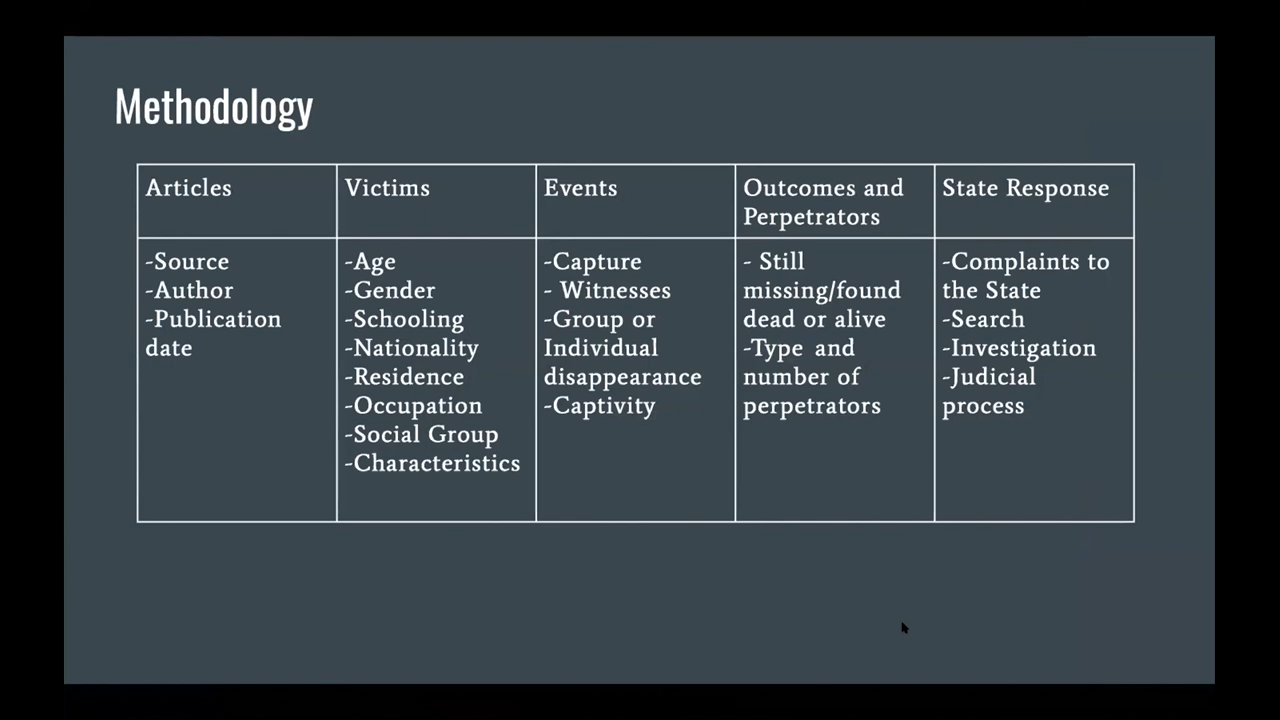 Methodology
Articles
Victims
Events
Outcomes and
Perpetrators
State Response
-Source
-Author
-Publication
date
-Age
-Gender
-Schooling
-Nationality
-Residence
-Occupation
-Social Group
-Characteristics
-Capture
- Witnesses
-Group or
Individual
disappearance
-Captivity
- Still
missing/found
dead or alive
-Type and
number of
perpetrators
-Complaints to
the State
-Search
-Investigation
-Judicial
process